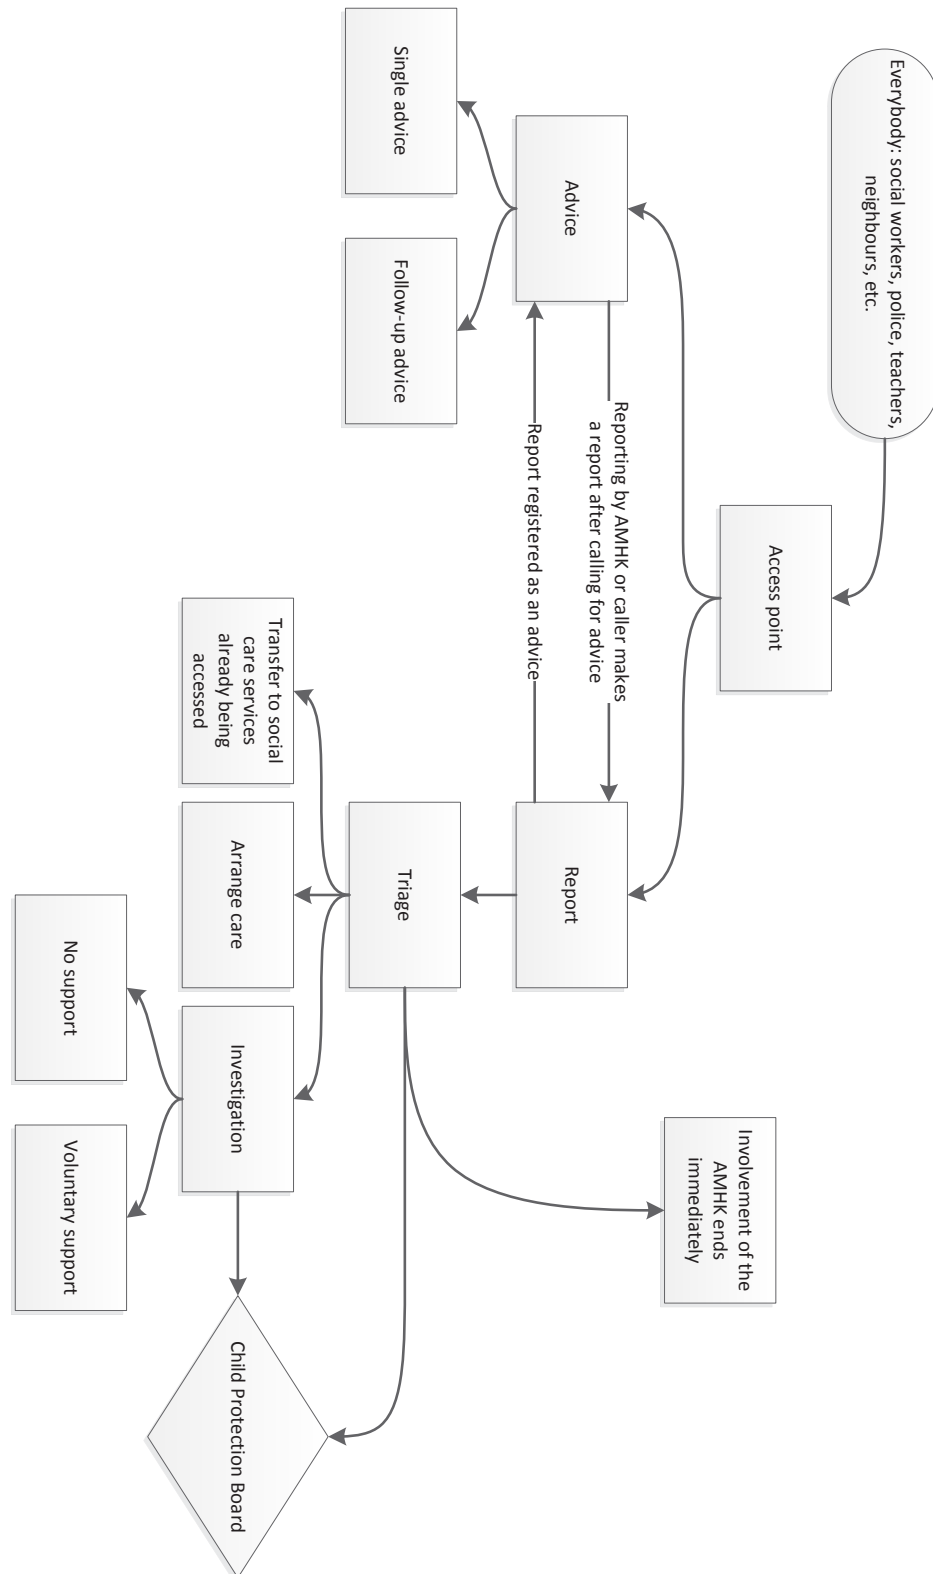 Everybody: social workers, police, teachers,
neighbours, etc.
Access point
Advice
Reporting by AMHK or caller makes
a report after calling for advice
Report registered as an advice
Report
Single advice
Follow-up advice
Triage
Involvement of the
AMHK ends
immediately
Transfer to social
care services
already being
accessed
Arrange care
Investigation
Child Protection Board
No support
Voluntary support